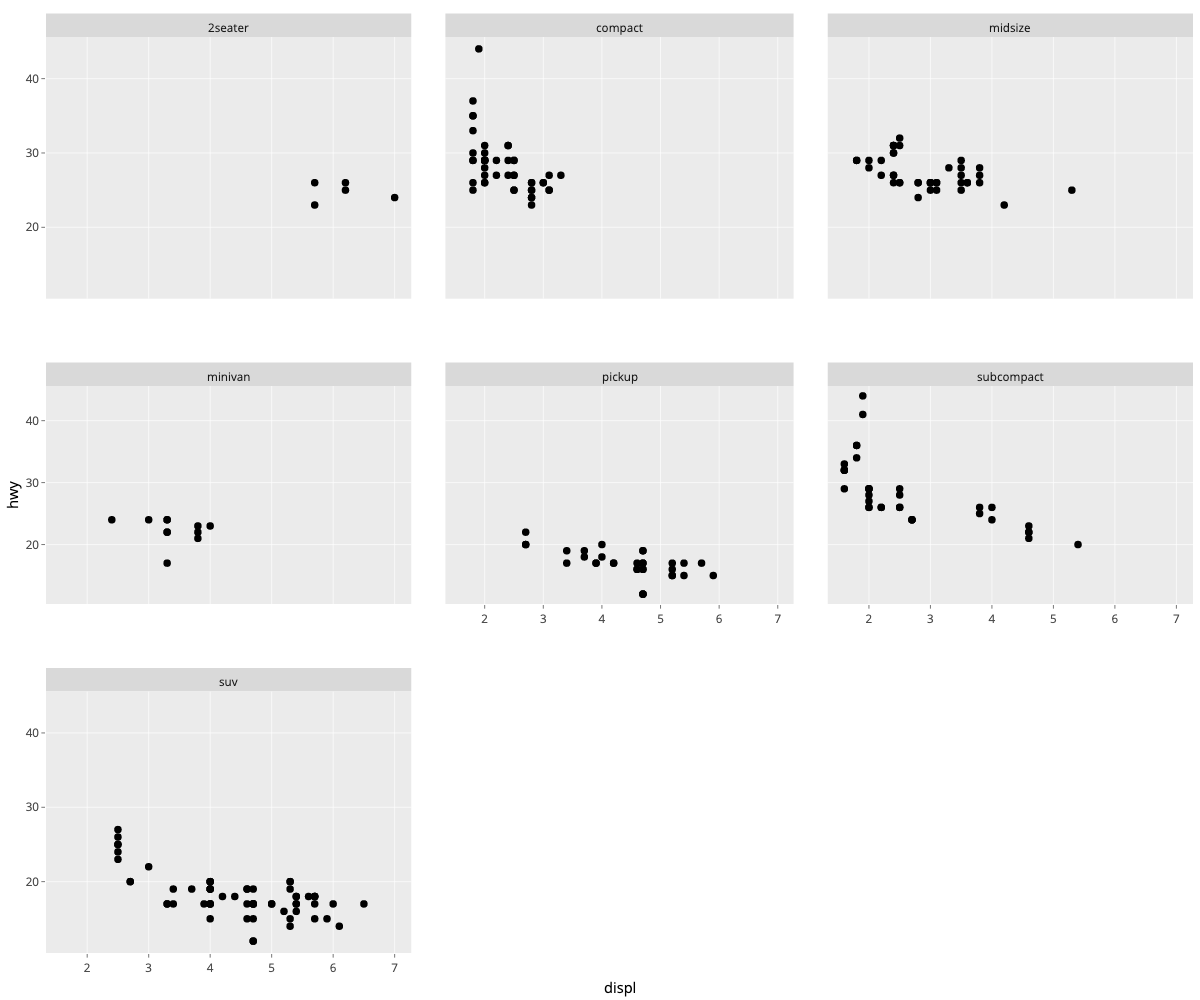 2seater compact midsize
40
30
20
minivan pickup subcompact
40
30
20
hwy
2 3 4 5 6 7 2 3 4 5 6 7
suv
40
30
20
2 3 4 5 6 7
displ